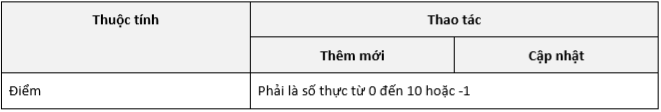 Thuộc tính
Thao tác
Thêm mới
Cập nhật
Điểm
Phải là số thực từ 0 đến 10 hoặc -1